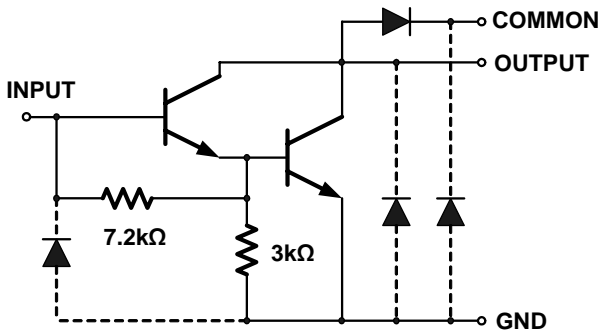 COMMON
OUTPUT
INPUT
7.2kΩ
3kΩ
GND